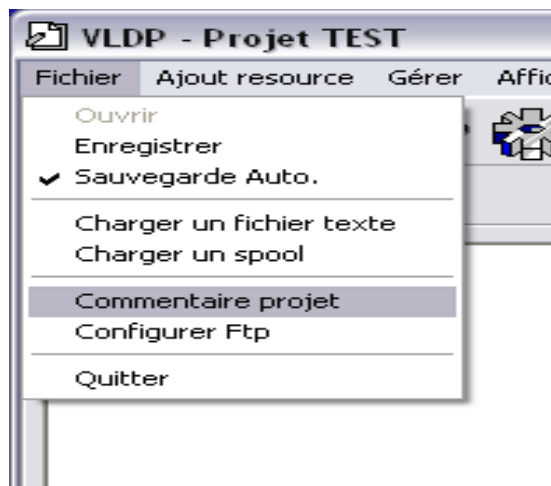 VLDP - Projet TEST
Fichier Ajout resource Gérer Affic
Ouvrir
Enregistrer
Sauvegarde Auto.
Charger un fichier texte
Charger un spool
Commentaire projet
Configurer Ftp
Quitter